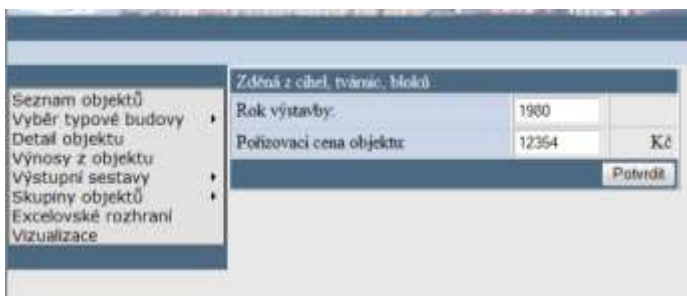 Seznam objektů
Vyběr typové budovy
Detail objektu
Výnosy z objektu
Výstupní sestavy
Skupiny objektů
Excelovské rozhraní
Vizualizace
Zděná z cihel, tvárnic, bloků
Rok výstavby: 1980
Pořizovací cena objektu: 12354 Kč
Potvrdit